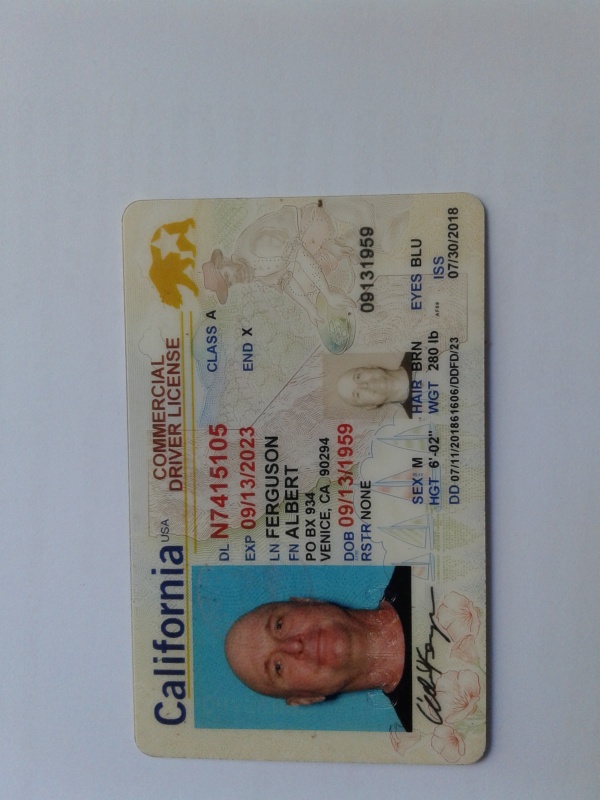 California USA
COMMERCIAL
DRIVER LICENSE
DL N7415105
CLASS A
EXP 09/13/2023
END X
LN FERGUSON
FN ALBERT
PO BX 934
VENICE, CA 90294
DOB 09/13/1959
RSTR NONE
09131959
SEX M HAIR BRN EYES BLU
HGT 6'-02" WGT 280 lb
ISS
DD 07/11/201861606/DDFD/23 07/30/2018